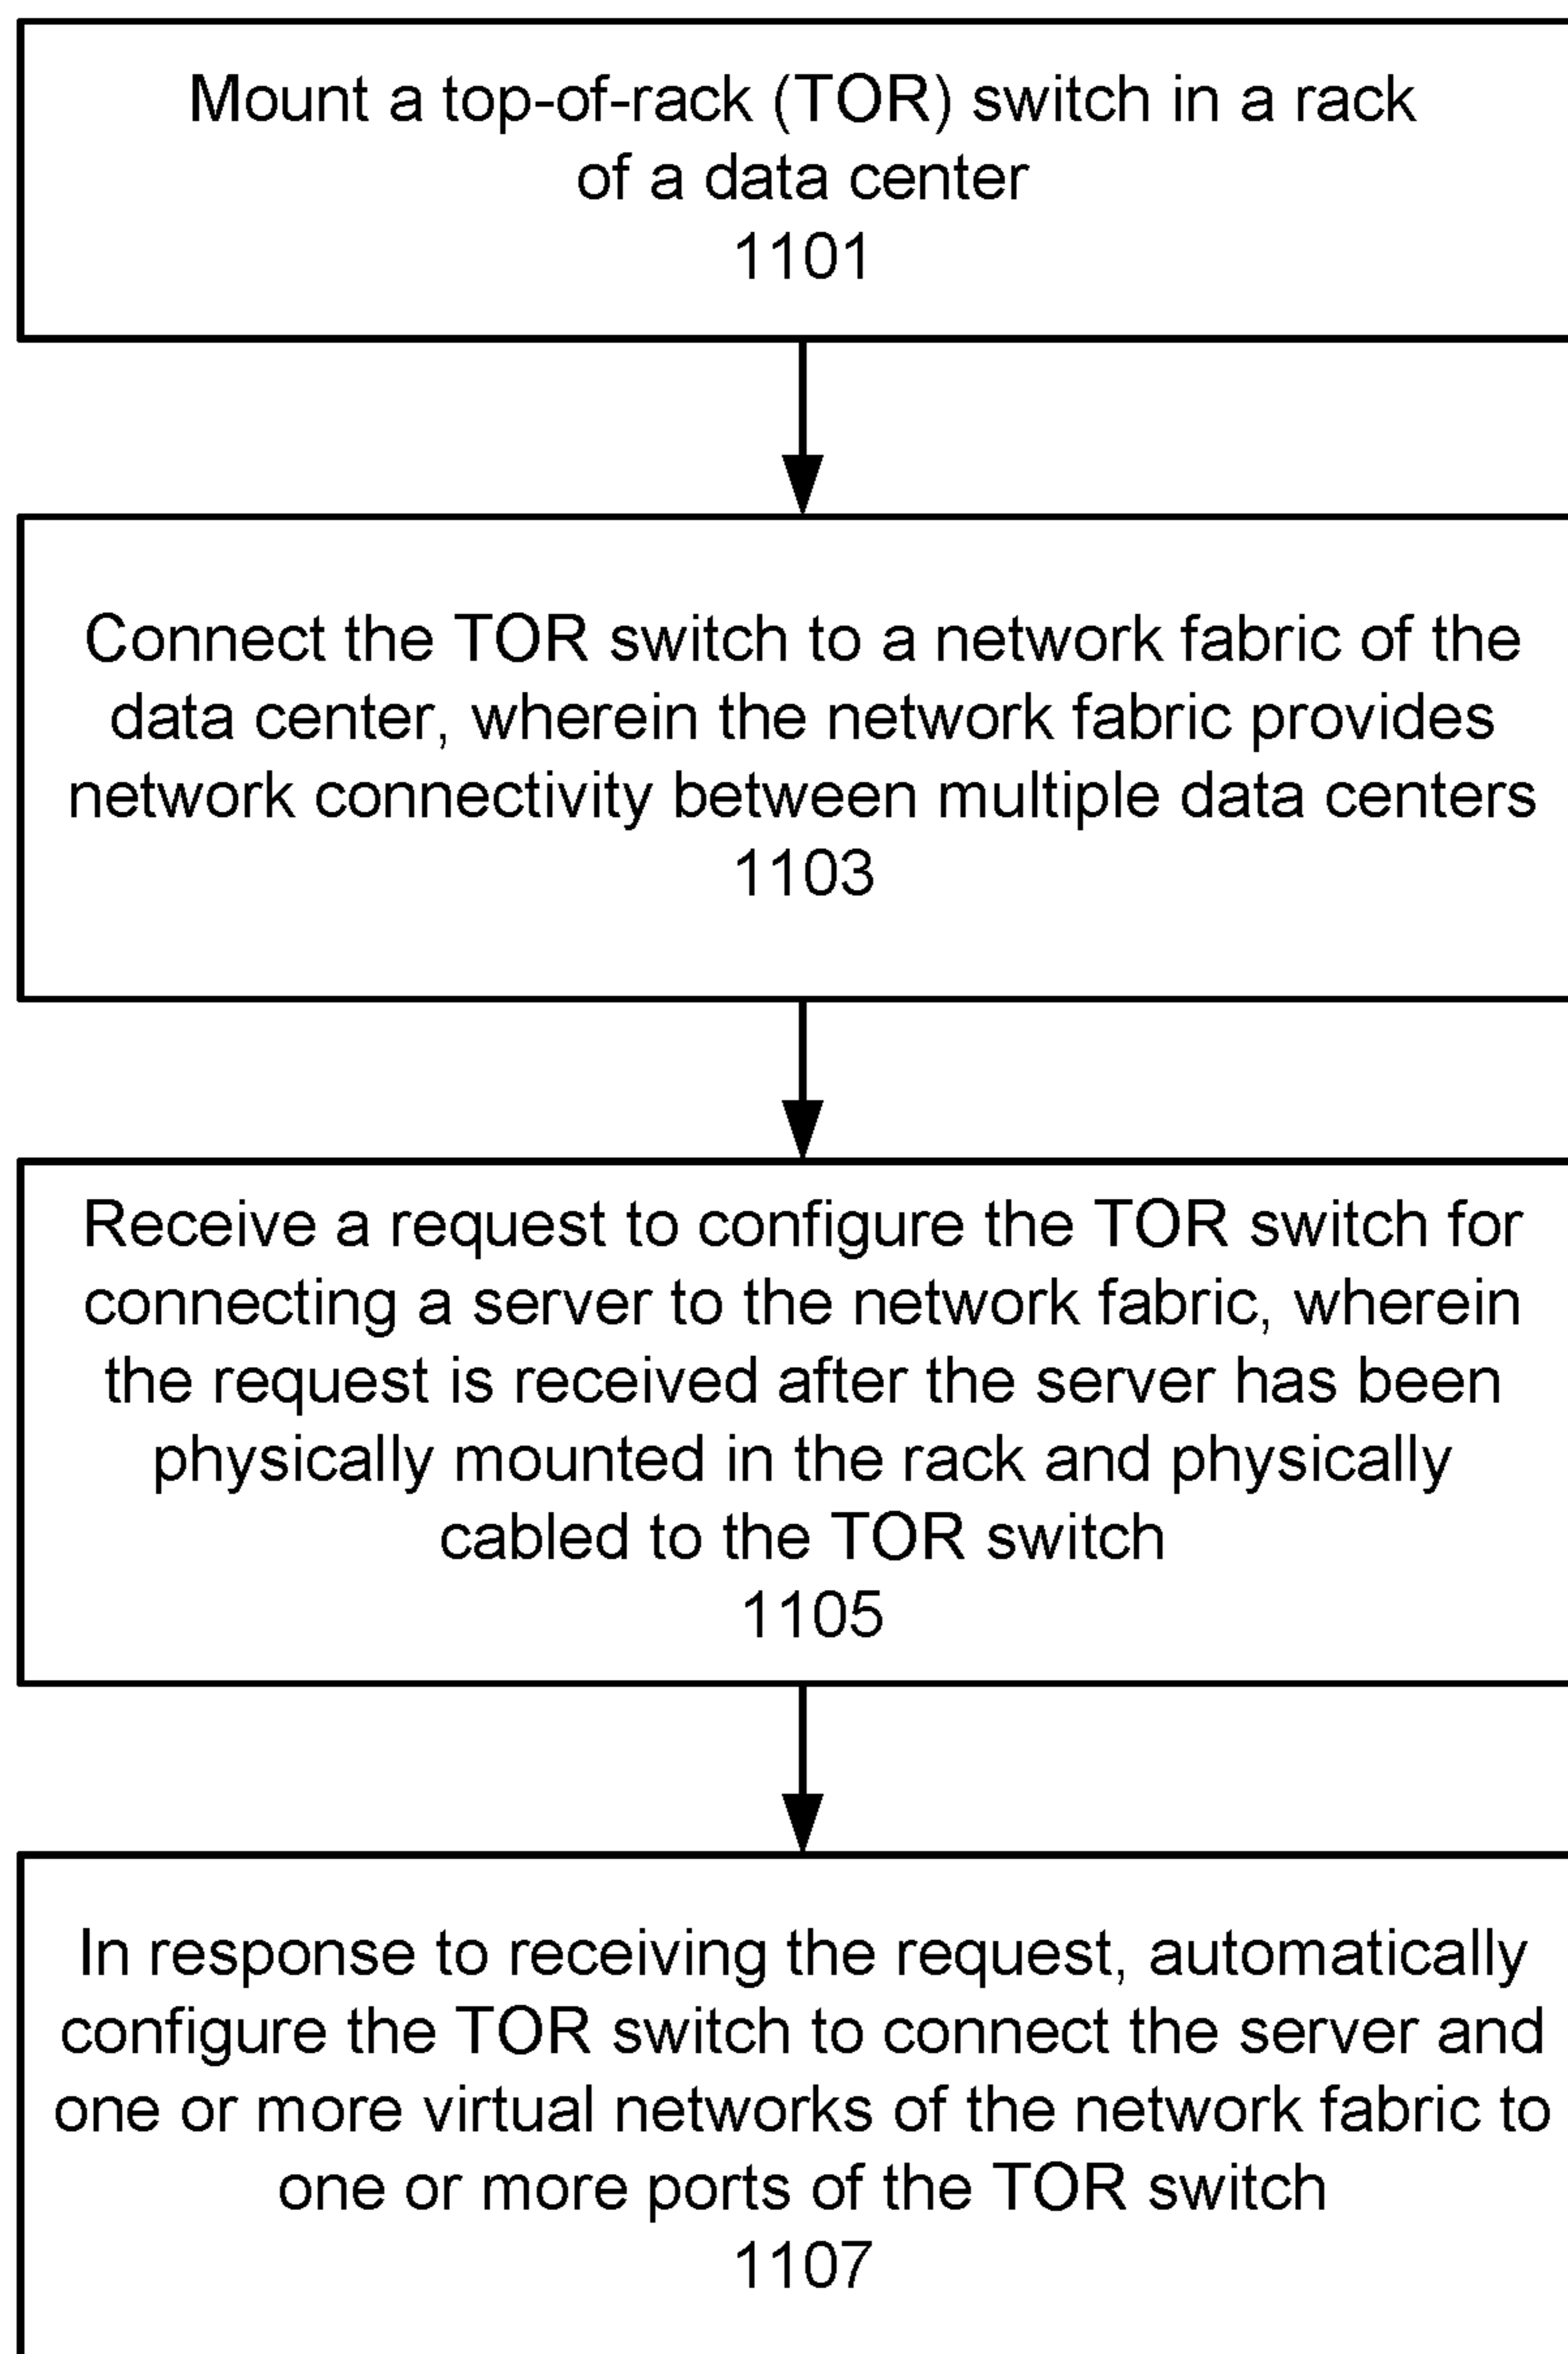 Mount a top-of-rack (TOR) switch in a rack
of a data center
1101
Connect the TOR switch to a network fabric of the
data center, wherein the network fabric provides
network connectivity between multiple data centers
1103
Receive a request to configure the TOR switch for
connecting a server to the network fabric, wherein
the request is received after the server has been
physically mounted in the rack and physically
cabled to the TOR switch
1105
In response to receiving the request, automatically
configure the TOR switch to connect the server and
one or more virtual networks of the network fabric to
one or more ports of the TOR switch
1107